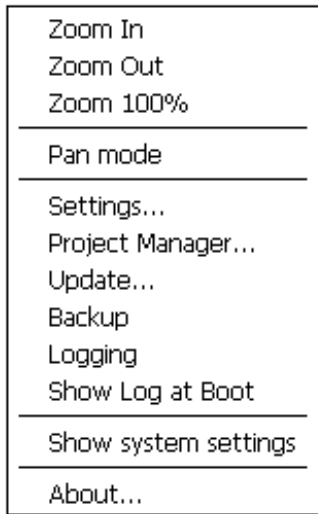 Zoom In
Zoom Out
Zoom 100%
Pan mode
Settings...
Project Manager...
Update...
Backup
Logging
Show Log at Boot
Show system settings
About...